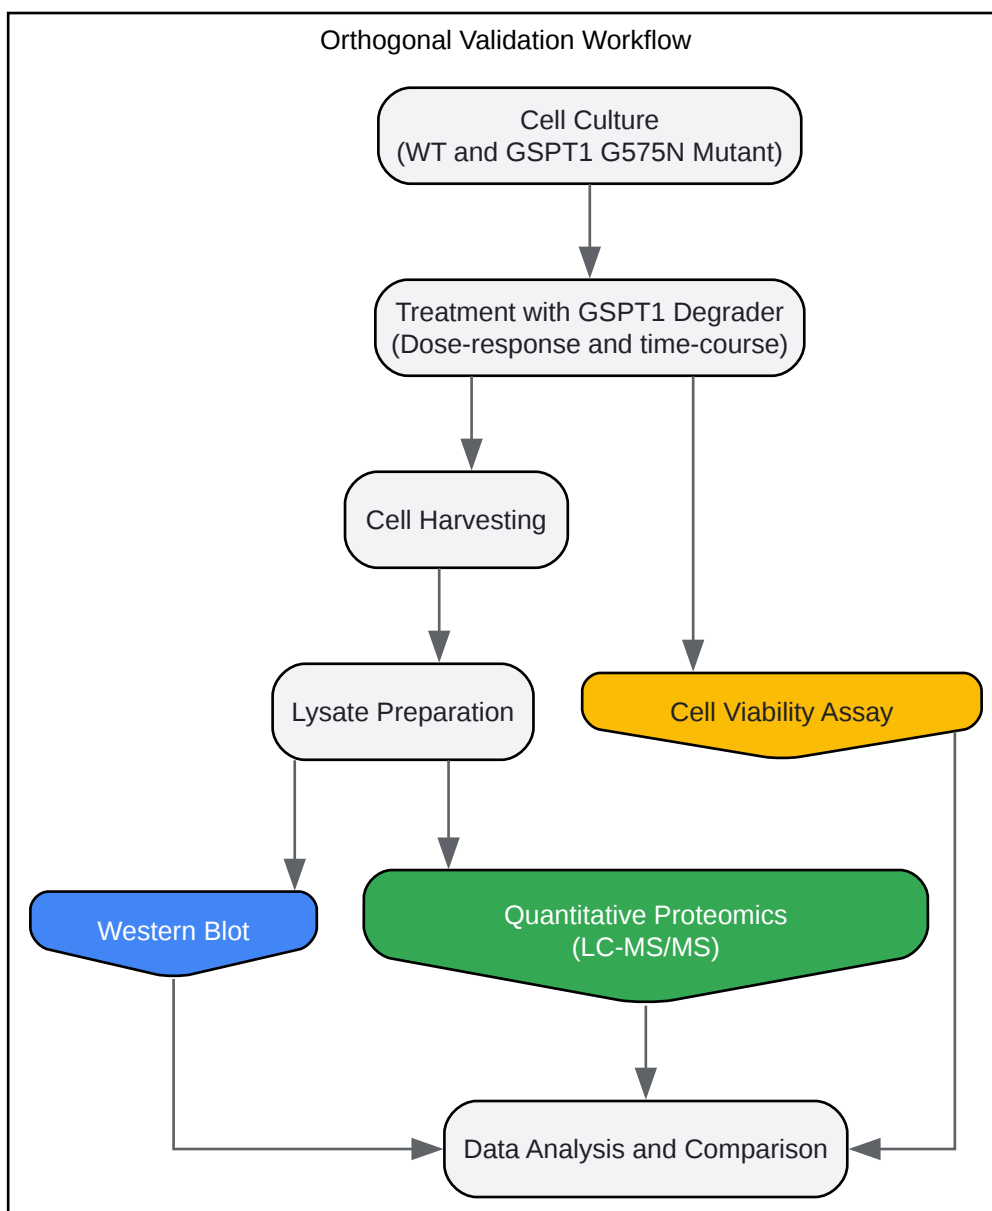 Orthogonal Validation Workflow
Cell Culture
(WT and GSPT1 G575N Mutant)
Treatment with GSPT1 Degrader
(Dose-response and time-course)
Cell Harvesting
Lysate Preparation
Cell Viability Assay
Western Blot
Quantitative Proteomics
(LC-MS/MS)
Data Analysis and Comparison